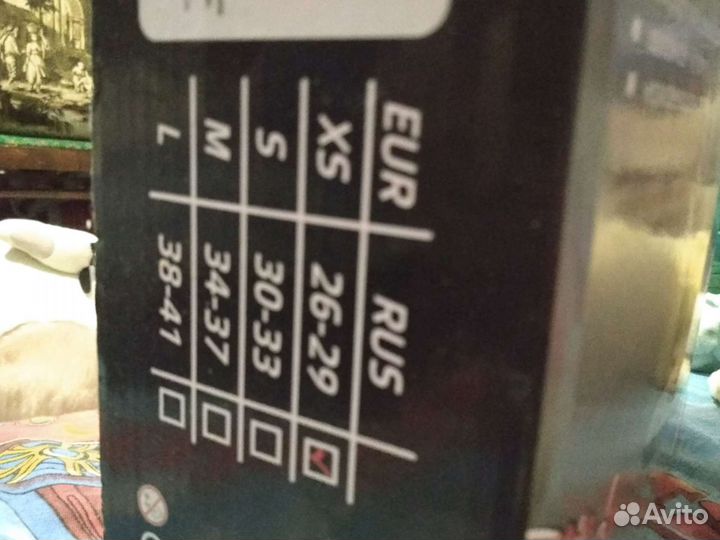 EUR RUS
XS 26-29
S 30-33
M 34-37
L 38-41
Avito